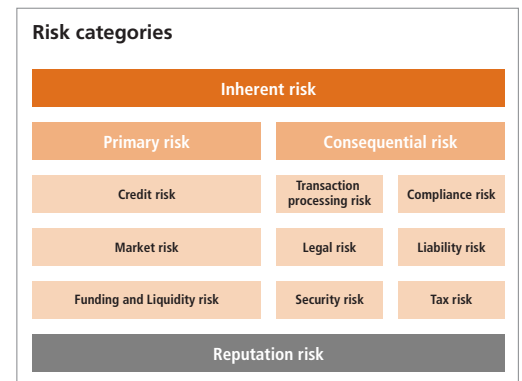 Risk categories
Inherent risk
Primary risk
Consequential risk
Credit risk
Transaction
processing risk
Compliance risk
Market risk
Legal risk
Liability risk
Funding and Liquidity risk
Security risk
Tax risk
Reputation risk